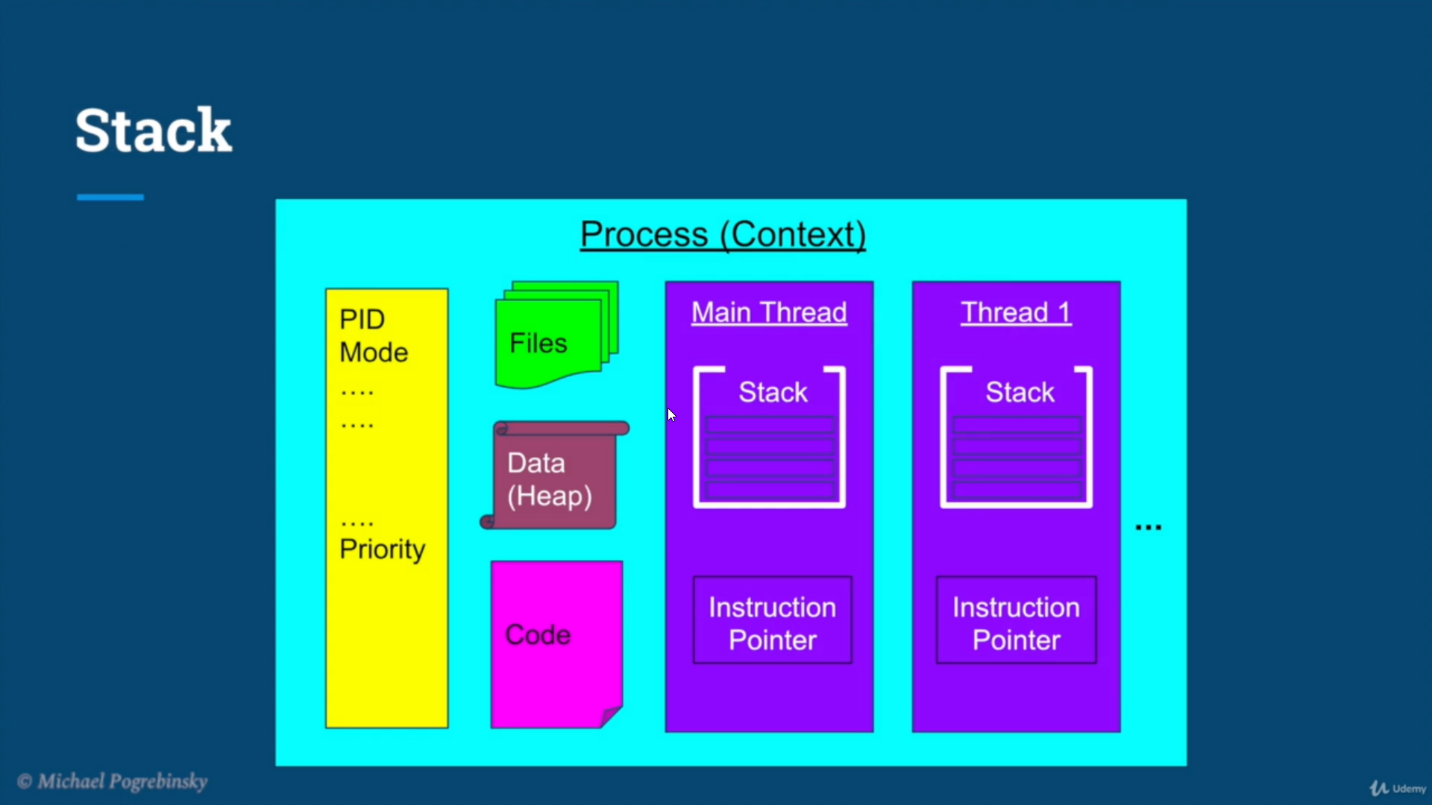 Stack
Process (Context)
PID
Mode
....
....
....
Priority
Files
Data
(Heap)
Code
Main Thread
Stack
Instruction
Pointer
Thread 1
Stack
Instruction
Pointer
...
© Michael Pogrebinsky
Udemy